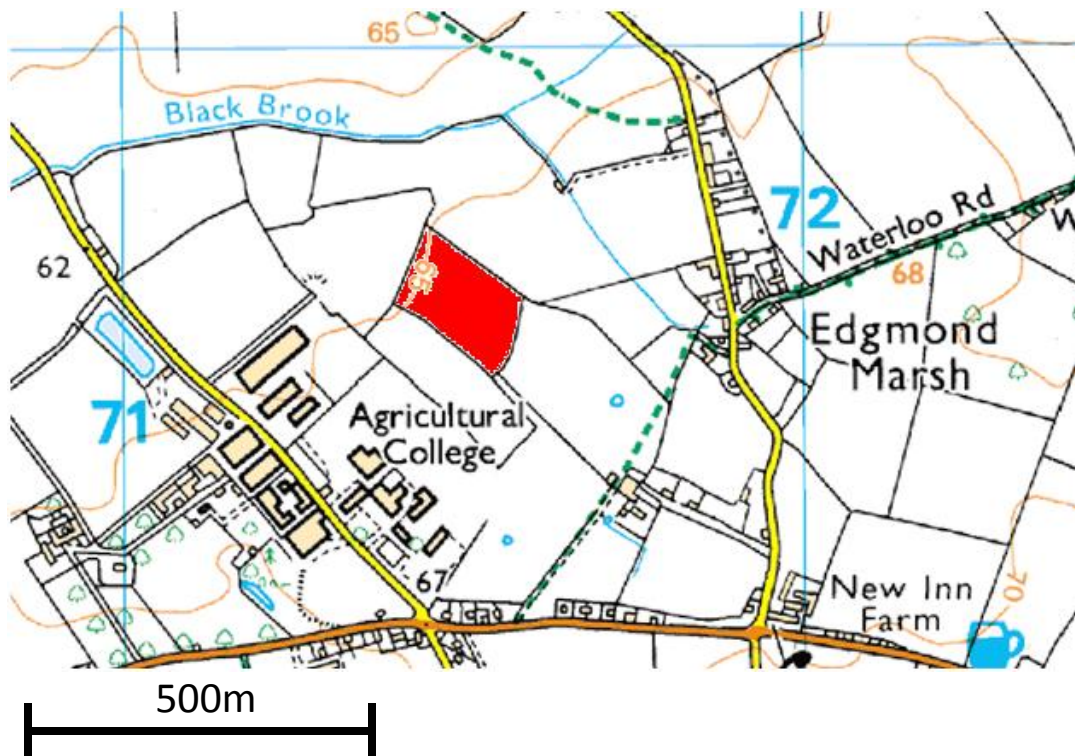 65
Black Brook
72
Waterloo Rd
W
62
65
68
Edgmond
Marsh
71
Agricultural
College
67
New Inn
Farm
70
500m